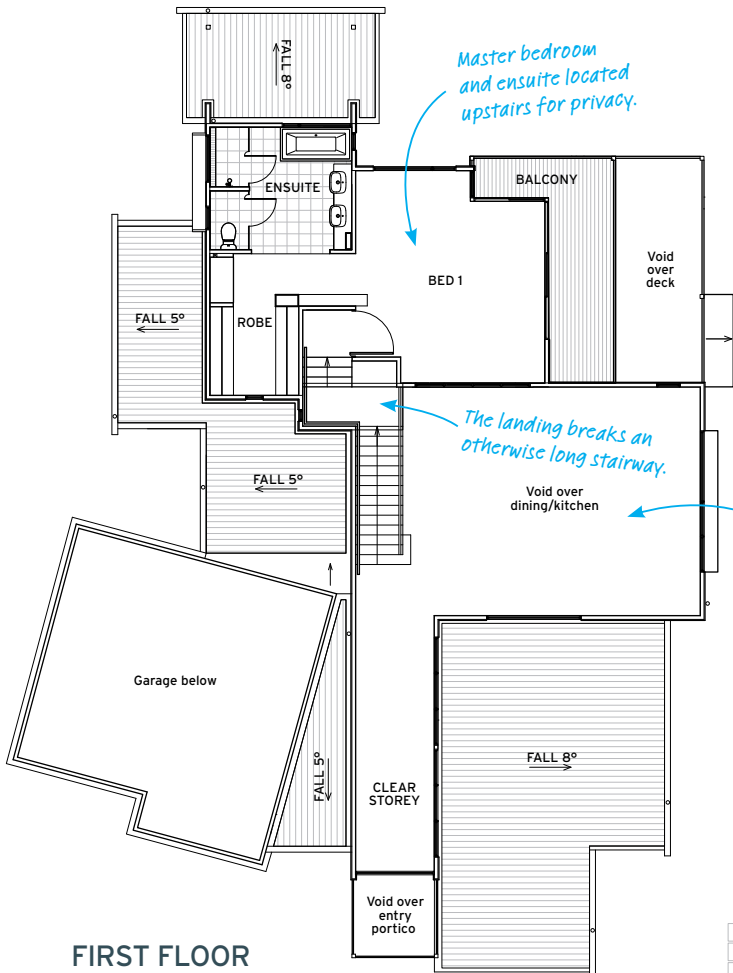 FALL 8°
Master bedroom
and ensuite located
upstairs for privacy.
ENSUITE
BALCONY
BED 1
Void
over
deck
FALL 5°
ROBE
The landing breaks an
otherwise long stairway.
FALL 5°
Void over
dining/kitchen
Garage below
FALL 5°
FALL 8°
CLEAR
STOREY
Void over
entry
portico
FIRST FLOOR